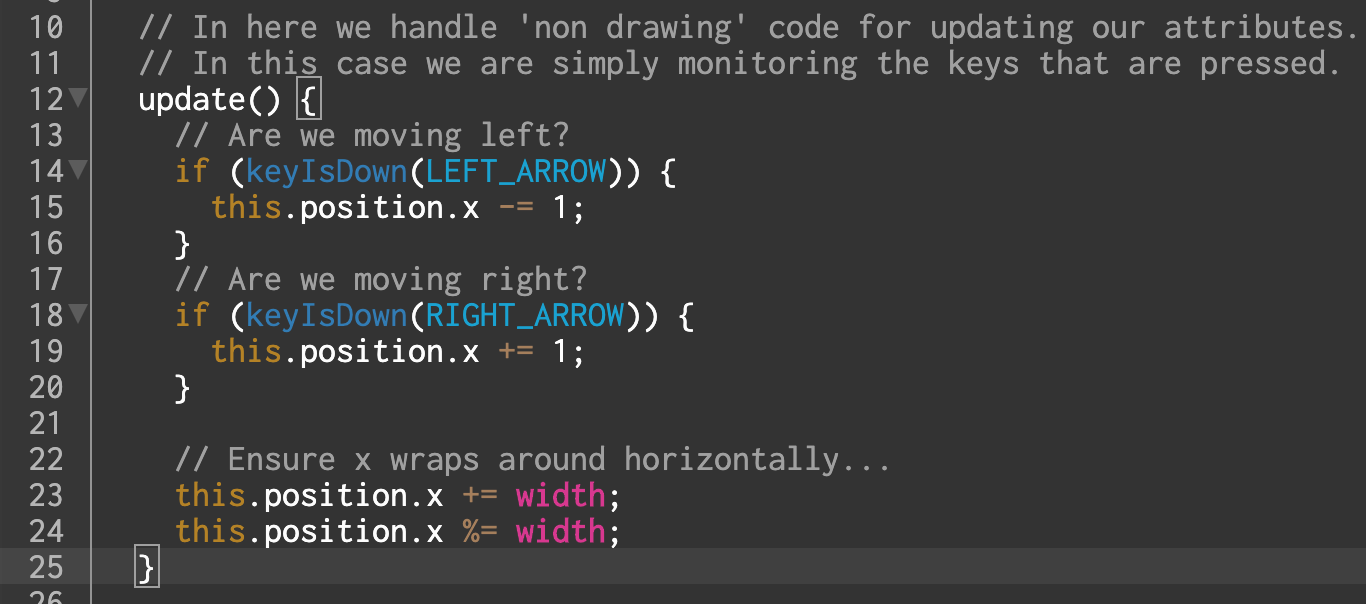 10 // In here we handle 'non drawing' code for updating our attributes.
11 // In this case we are simply monitoring the keys that are pressed.
12 update() {
13 // Are we moving left?
14 if (keyIsDown(LEFT_ARROW)) {
15 this.position.x -= 1;
16 }
17 // Are we moving right?
18 if (keyIsDown(RIGHT_ARROW)) {
19 this.position.x += 1;
20 }
21
22 // Ensure x wraps around horizontally...
23 this.position.x += width;
24 this.position.x %= width;
25 }
26